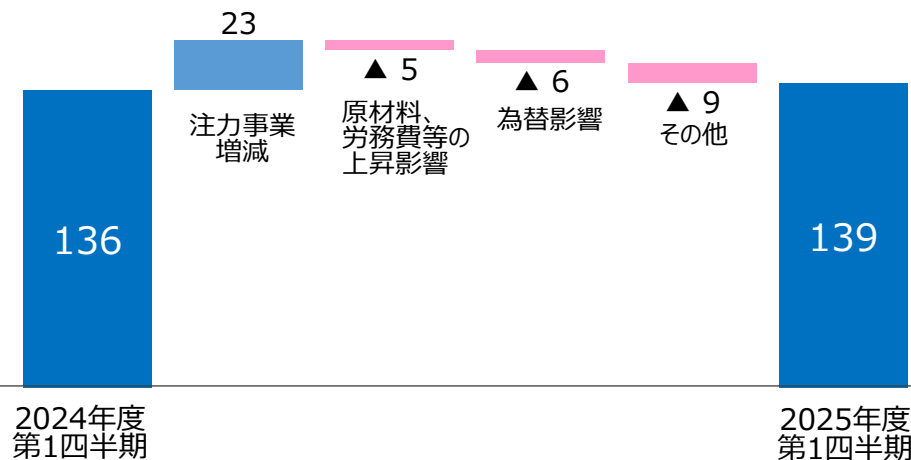 23
▲ 5
▲ 6
▲ 9
注力事業
増減
原材料、
労務費等の
上昇影響
為替影響
その他
136
139
2024年度
第1四半期
2025年度
第1四半期